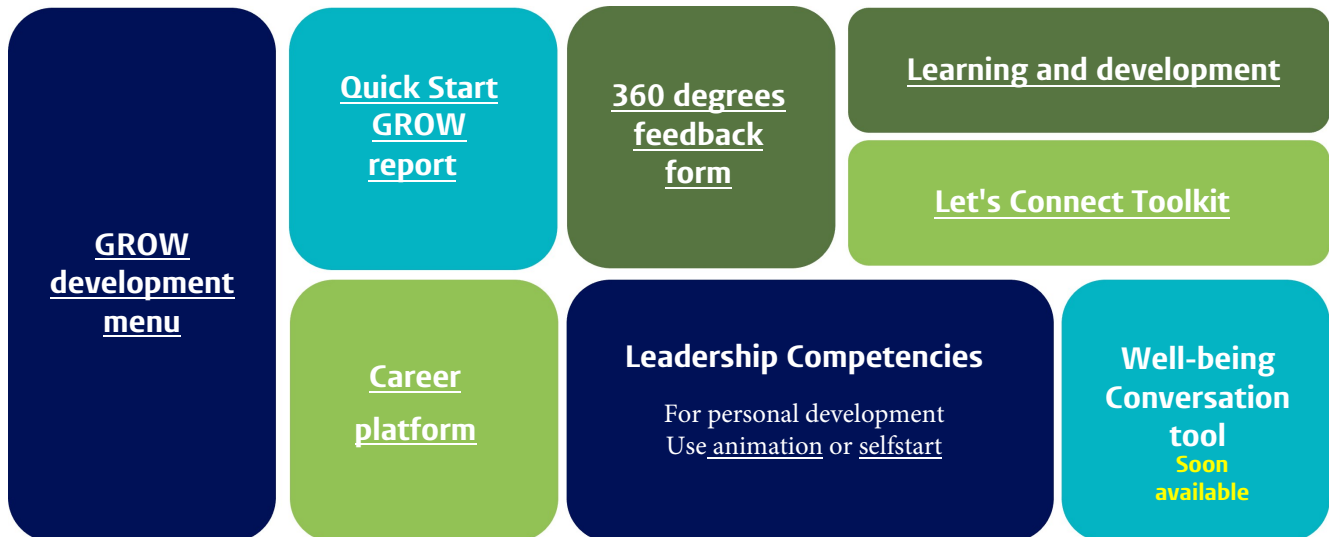 GROW
development
menu
Quick Start
GROW
report
360 degrees
feedback
form
Learning and development
Let's Connect Toolkit
Career
platform
Leadership Competencies
For personal development
Use animation or selfstart
Well-being
Conversation
tool
Soon
available